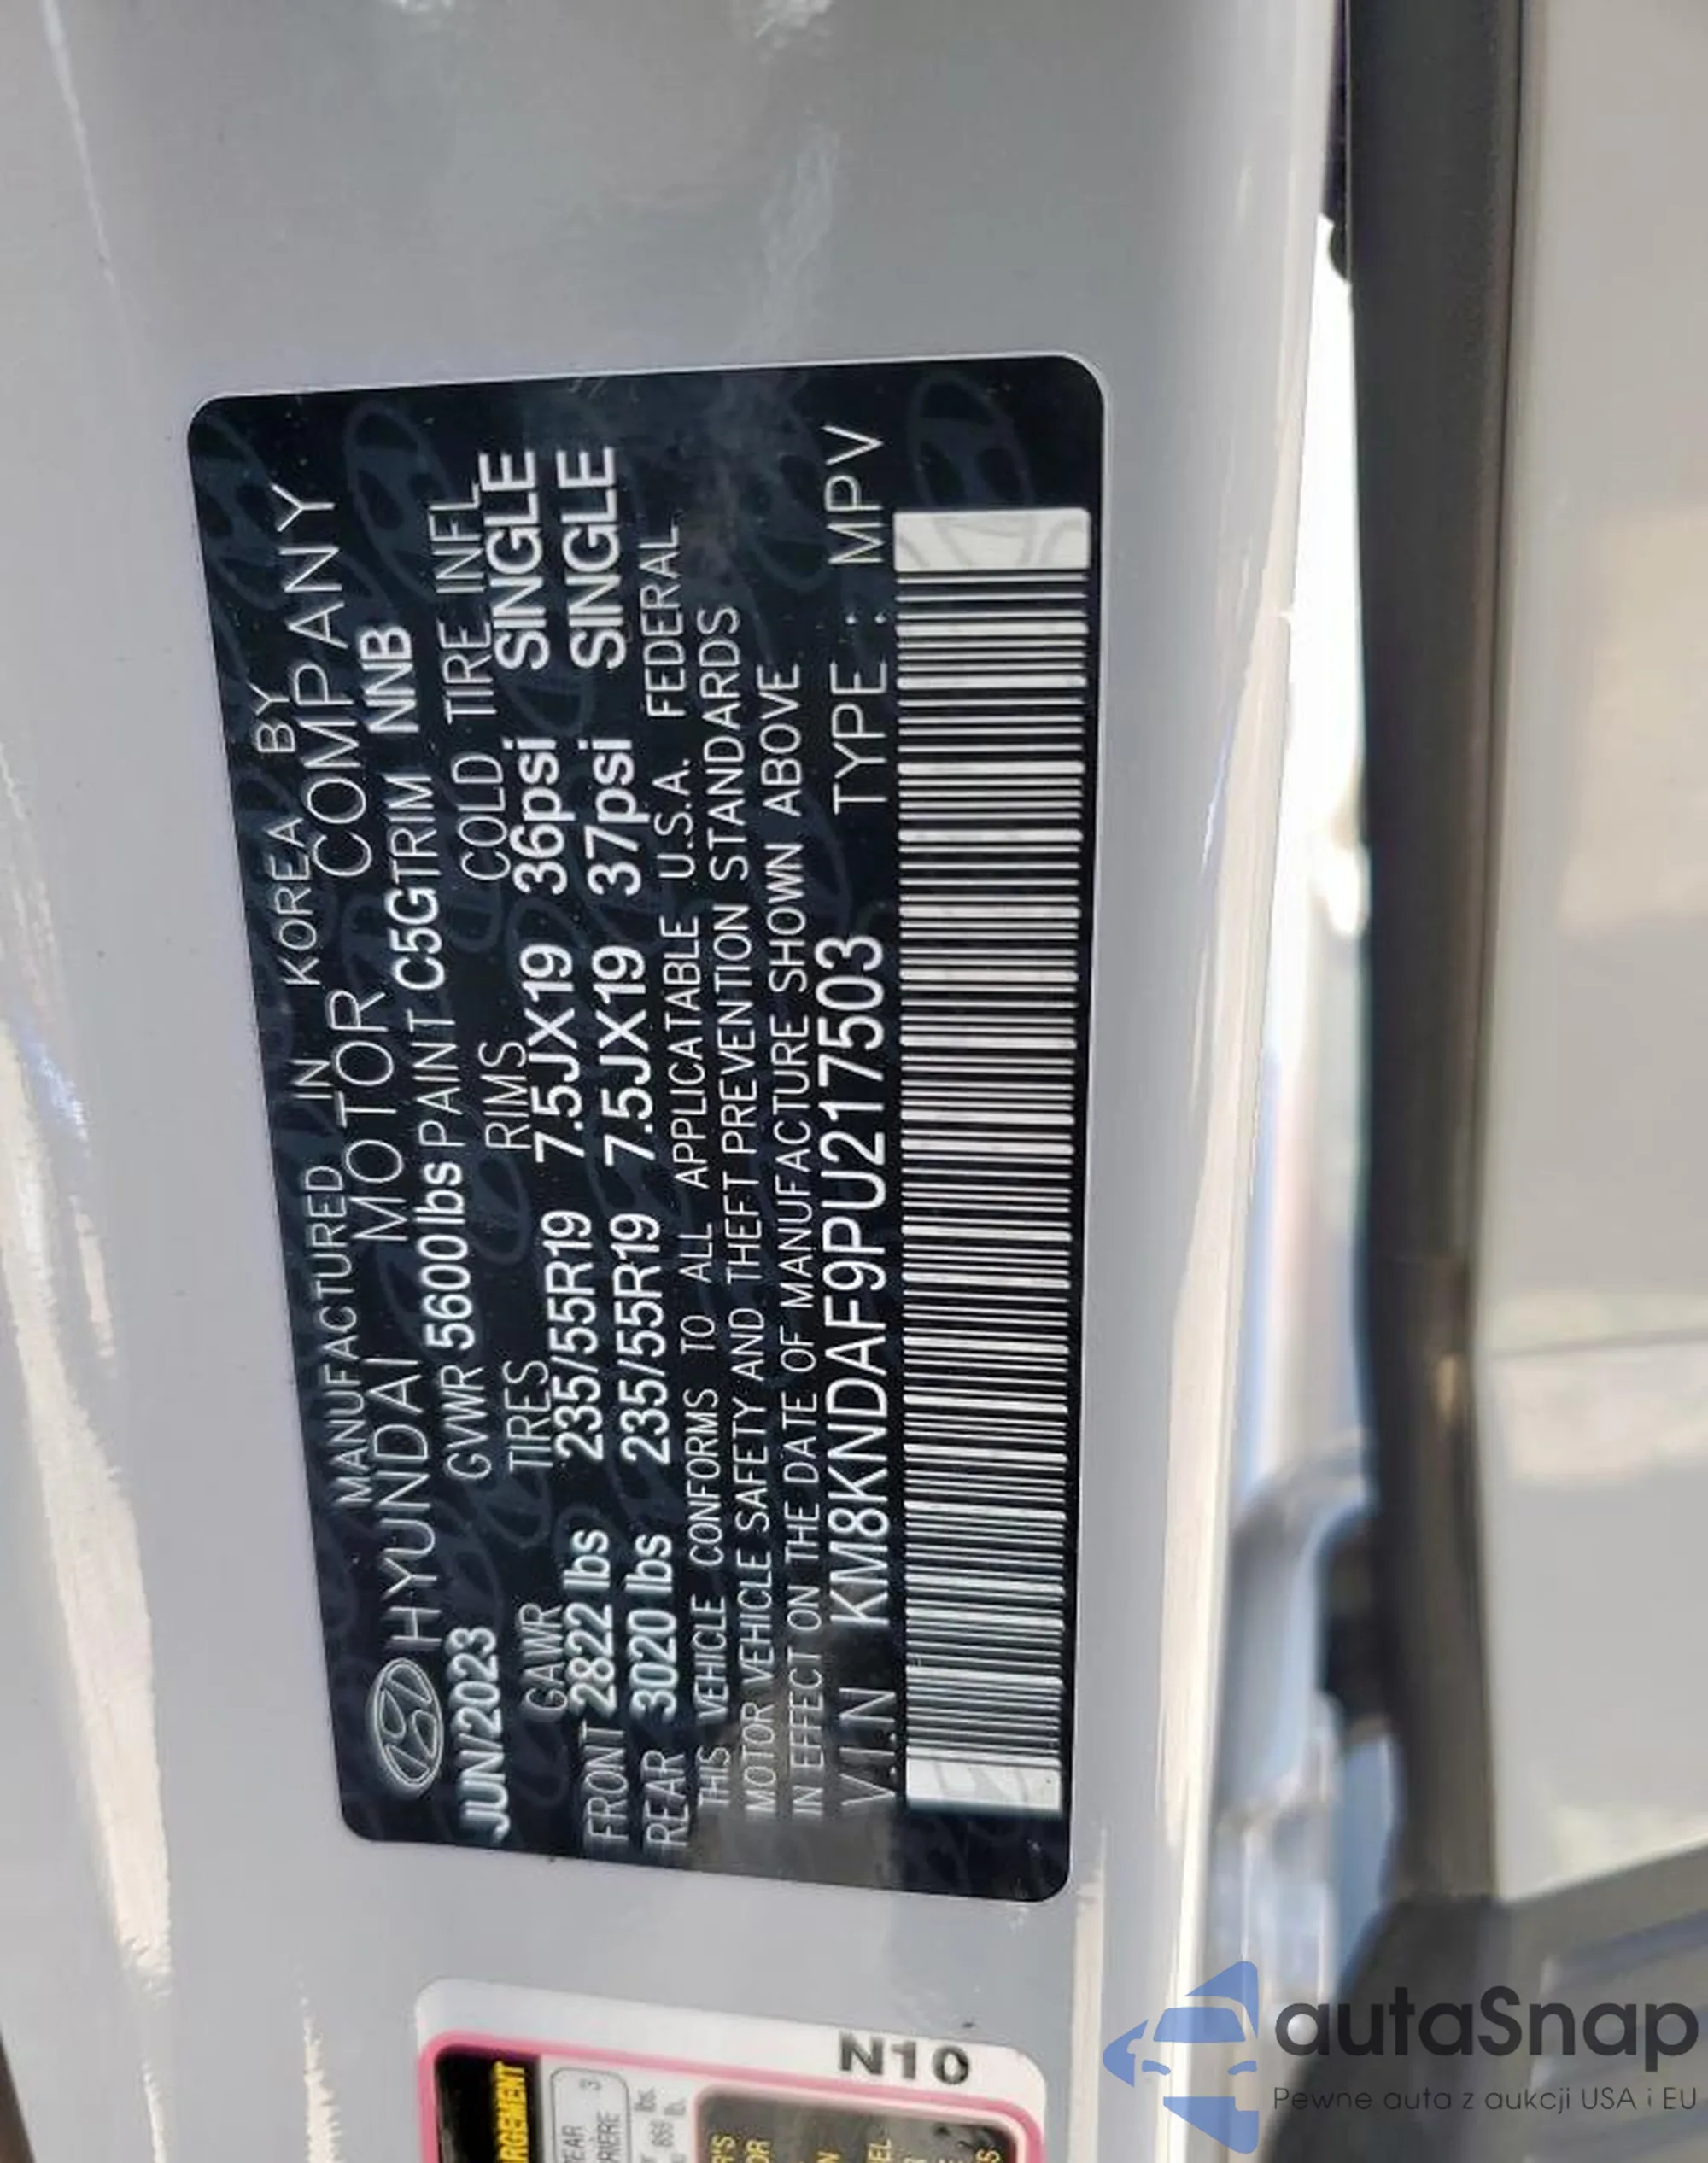 MANUFACTURED IN KOREA BY
HYUNDAI MOTOR COMPANY
JUN/2023 GVWR 5600lbs PAINT C5G TRIM NNB
GAWR TIRES RIMS COLD TIRE INFL
FRONT 2822 lbs 235/55R19 7.5JX19 36psi SINGLE
REAR 3020 lbs 235/55R19 7.5JX19 37psi SINGLE
THIS VEHICLE CONFORMS TO ALL APPLICATABLE U.S.A. FEDERAL
MOTOR VEHICLE SAFETY AND THEFT PREVENTION STANDARDS
IN EFFECT ON THE DATE OF MANUFACTURE SHOWN ABOVE
V.I.N KM8KNDAF9PU217503 TYPE : MPV
N10
3
lbs.
autaSnap
Pewne auta z aukcji USA i EU